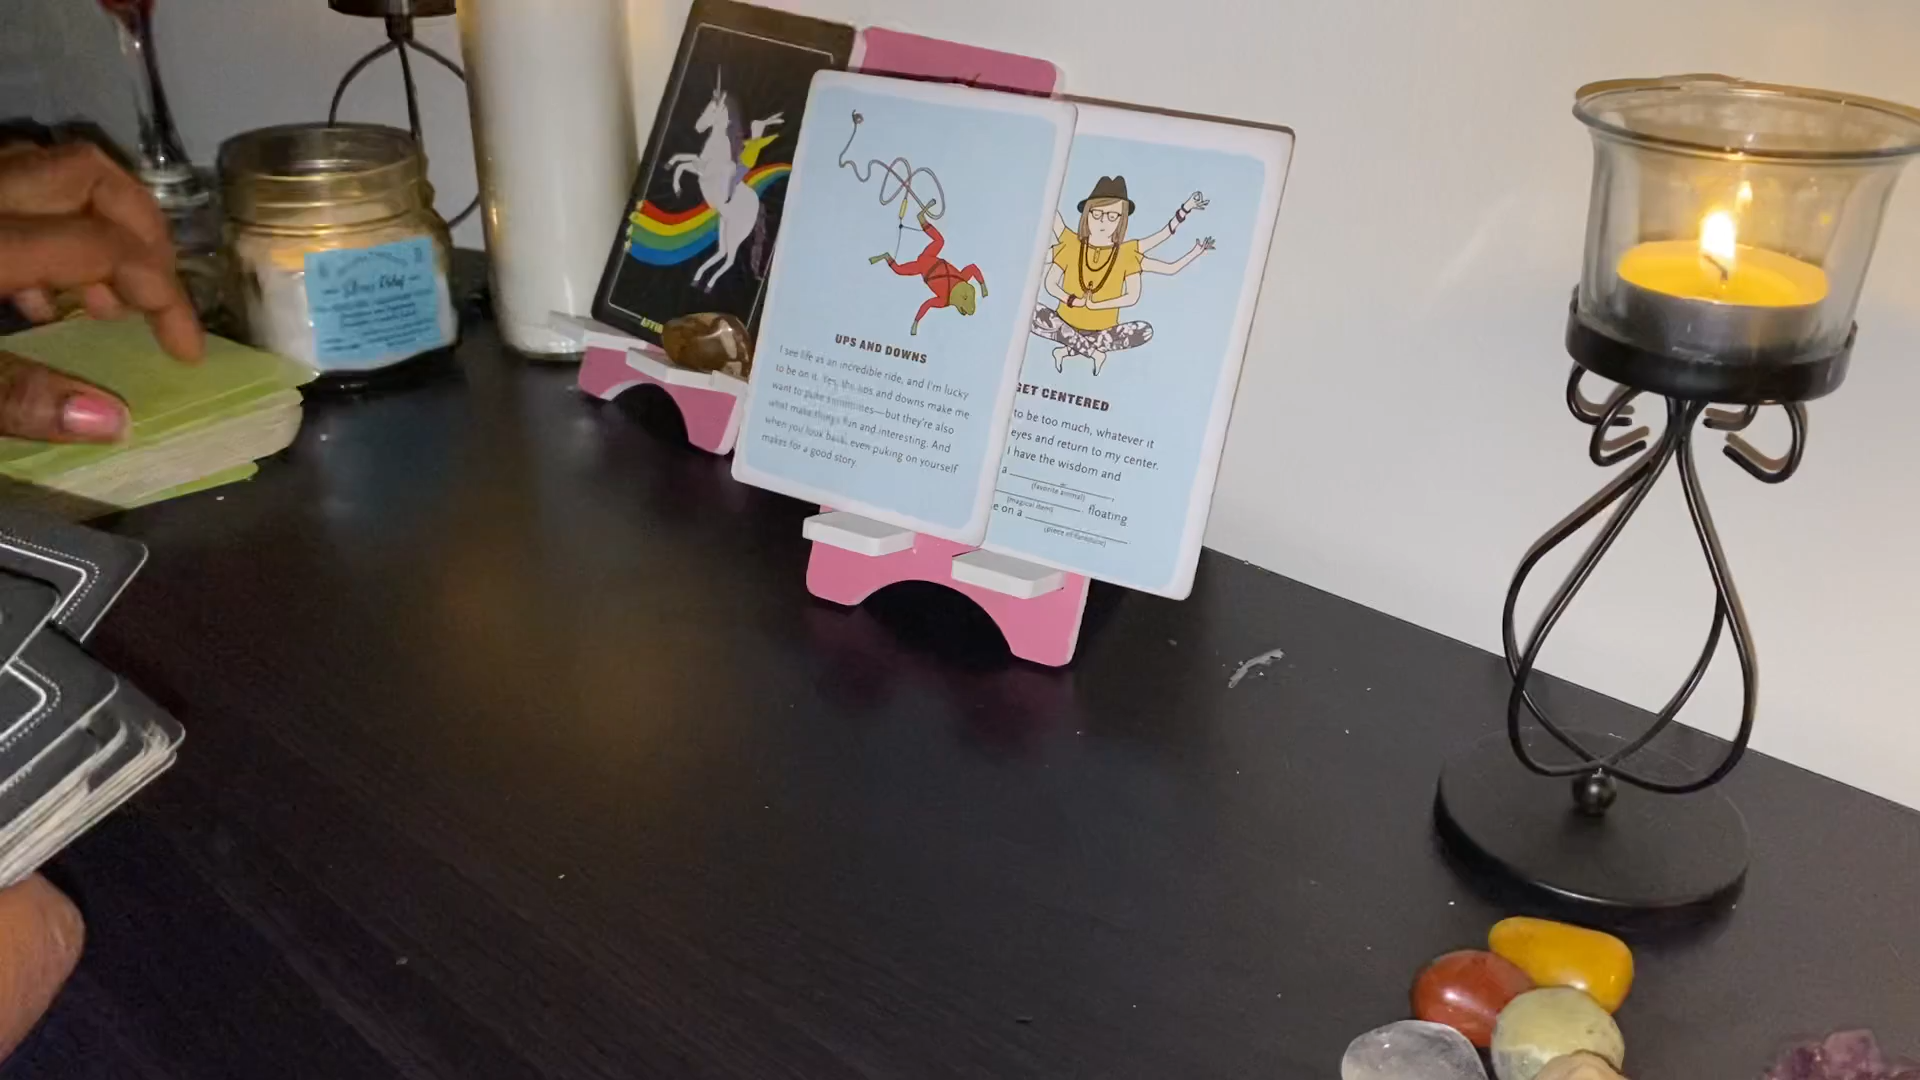 Stress Relief
UPS AND DOWNS
I see life as an incredible ride, and I'm lucky
to be on it. Yes, the ups and downs make me
want to puke sometimes—but they're also
what make things fun and interesting. And
when you look back, even puking on yourself
makes for a good story.
GET CENTERED
to be too much, whatever it
eyes and return to my center.
I have the wisdom and
a
(favorite animal)
(magical item) floating
e on a
(piece of furniture)